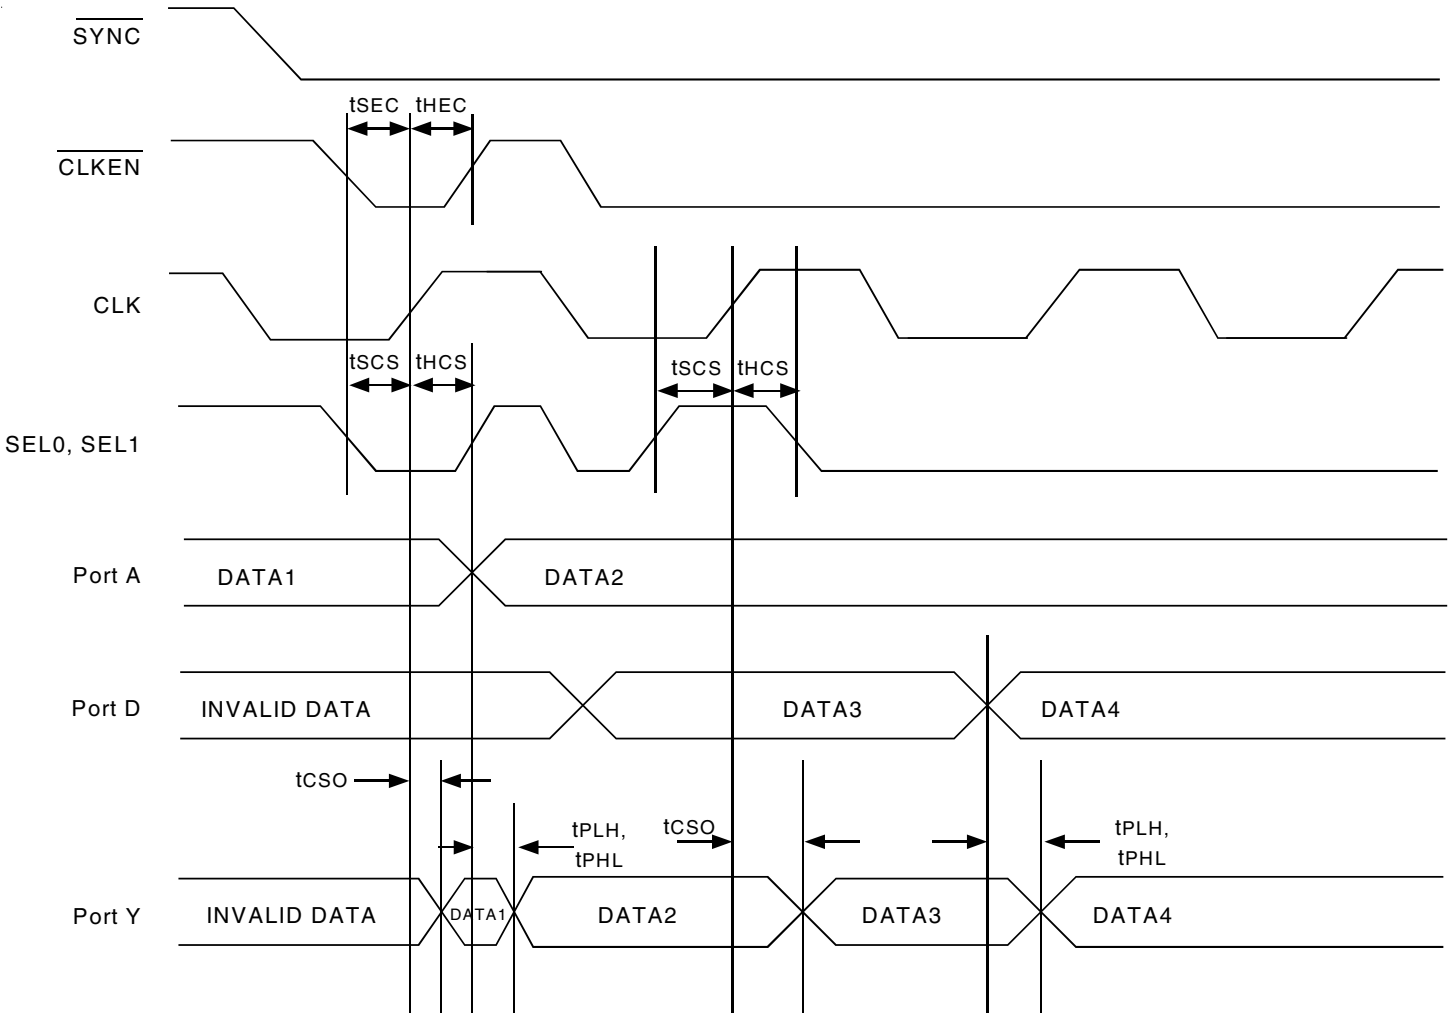 SYNC
tSEC tHEC
CLKEN
CLK
tSCS tHCS
tSCS tHCS
SEL0, SEL1
Port A DATA1 DATA2
Port D INVALID DATA DATA3 DATA4
tCSO
tPLH,
tPHL
tCSO
tPLH,
tPHL
Port Y INVALID DATA DATA1 DATA2 DATA3 DATA4